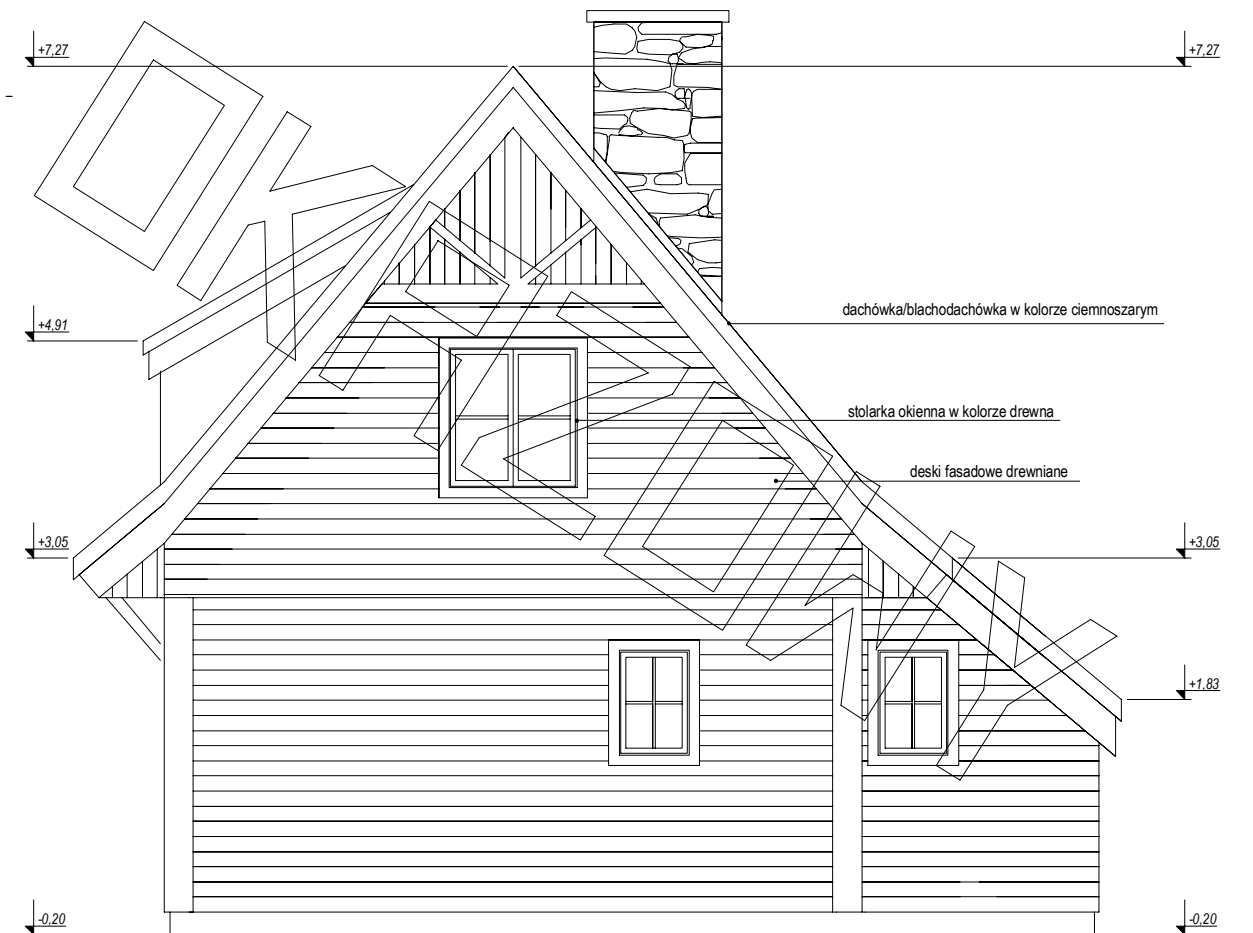 +7,27
+7,27
+4,91
dachówka/blachodachówka w kolorze ciemnoszarym
stolarka okienna w kolorze drewna
deski fasadowe drewniane
+3,05
+3,05
+1,83
-0,20
-0,20